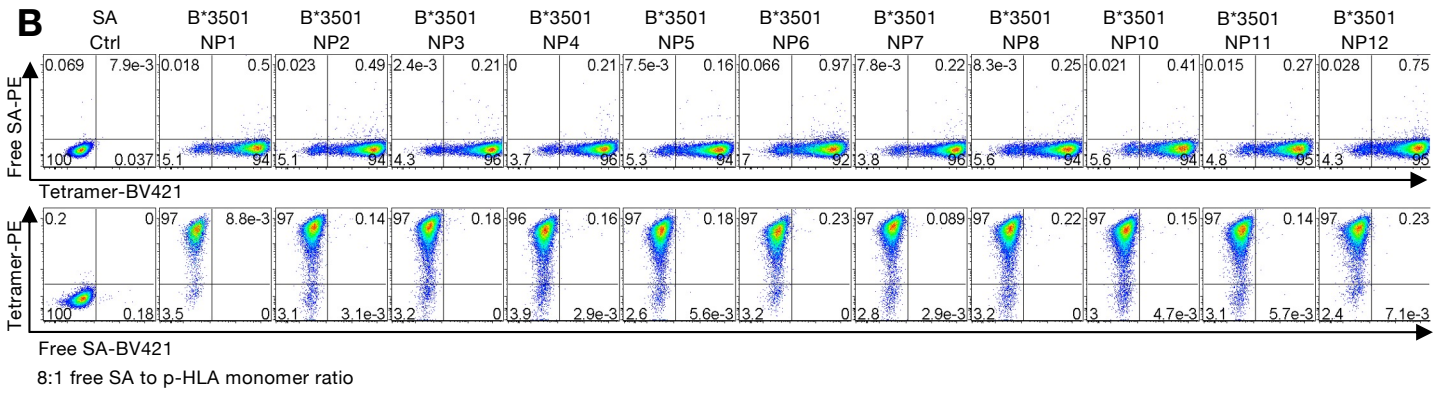 B
SA B*3501 B*3501 B*3501 B*3501 B*3501 B*3501 B*3501 B*3501 B*3501 B*3501 B*3501
Ctrl NP1 NP2 NP3 NP4 NP5 NP6 NP7 NP8 NP10 NP11 NP12
Free SA-PE
0.069 7.9e-3 0.018 0.5 0.023 0.49 2.4e-3 0.21 0 0.21 7.5e-3 0.16 0.066 0.97 7.8e-3 0.22 8.3e-3 0.25 0.021 0.41 0.015 0.27 0.028 0.75
100 0.037 5.1 94 5.1 94 4.3 96 3.7 96 5.3 94 7 92 3.8 96 5.6 94 5.6 94 4.8 95 4.3 95
Tetramer-BV421
Tetramer-PE
0.2 0 97 8.8e-3 97 0.14 97 0.18 96 0.16 97 0.18 97 0.23 97 0.089 97 0.22 97 0.15 97 0.14 97 0.23
100 0.18 3.5 0 3.1 3.1e-3 3.2 0 3.9 2.9e-3 2.6 5.6e-3 3.2 0 2.8 2.9e-3 3.2 0 3 4.7e-3 3.1 5.7e-3 2.4 7.1e-3
Free SA-BV421
8:1 free SA to p-HLA monomer ratio